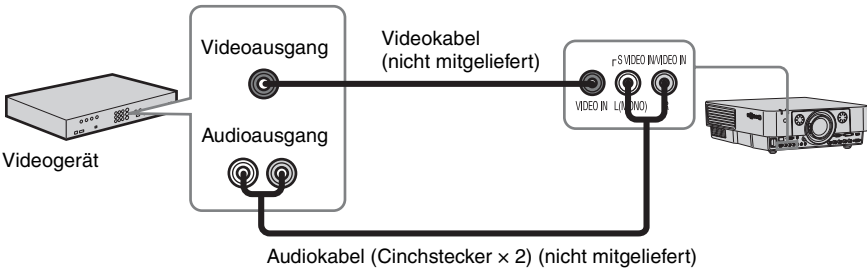 Videoausgang
Videokabel
(nicht mitgeliefert)
S VIDEO IN/VIDEO IN
VIDEO IN
L(MONO)
Audioausgang
Videogerät
Audiokabel (Cinchstecker × 2) (nicht mitgeliefert)